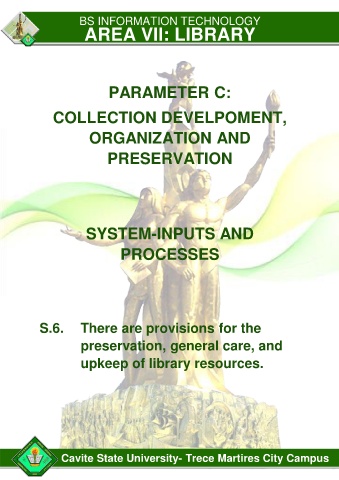 BS INFORMATION TECHNOLOGY
AREA VII: LIBRARY
PARAMETER C:
COLLECTION DEVELPOMENT,
ORGANIZATION AND
PRESERVATION
SYSTEM-INPUTS AND
PROCESSES
S.6. There are provisions for the
preservation, general care, and
upkeep of library resources.
Cavite State University- Trece Martires City Campus